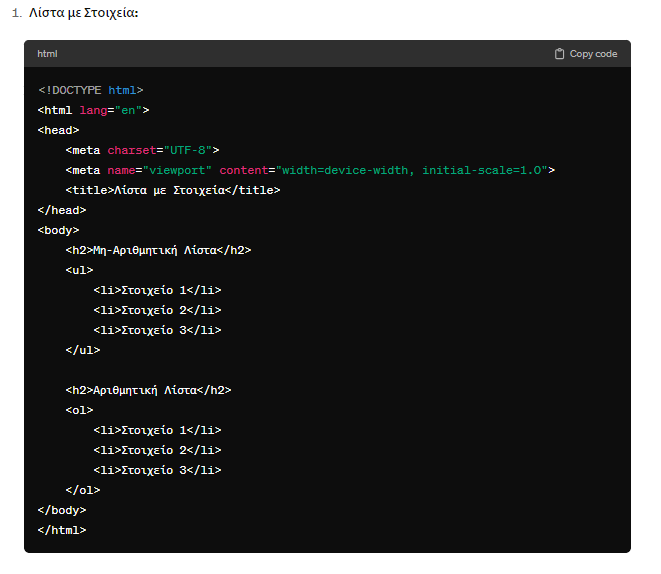 1. Λίστα με Στοιχεία:
html Copy code
<!DOCTYPE html>
<html lang="en">
<head>
    <meta charset="UTF-8">
    <meta name="viewport" content="width=device-width, initial-scale=1.0">
    <title>Λίστα με Στοιχεία</title>
</head>
<body>
    <h2>Μη-Αριθμητική Λίστα</h2>
    <ul>
        <li>Στοιχείο 1</li>
        <li>Στοιχείο 2</li>
        <li>Στοιχείο 3</li>
    </ul>
    <h2>Αριθμητική Λίστα</h2>
    <ol>
        <li>Στοιχείο 1</li>
        <li>Στοιχείο 2</li>
        <li>Στοιχείο 3</li>
    </ol>
</body>
</html>